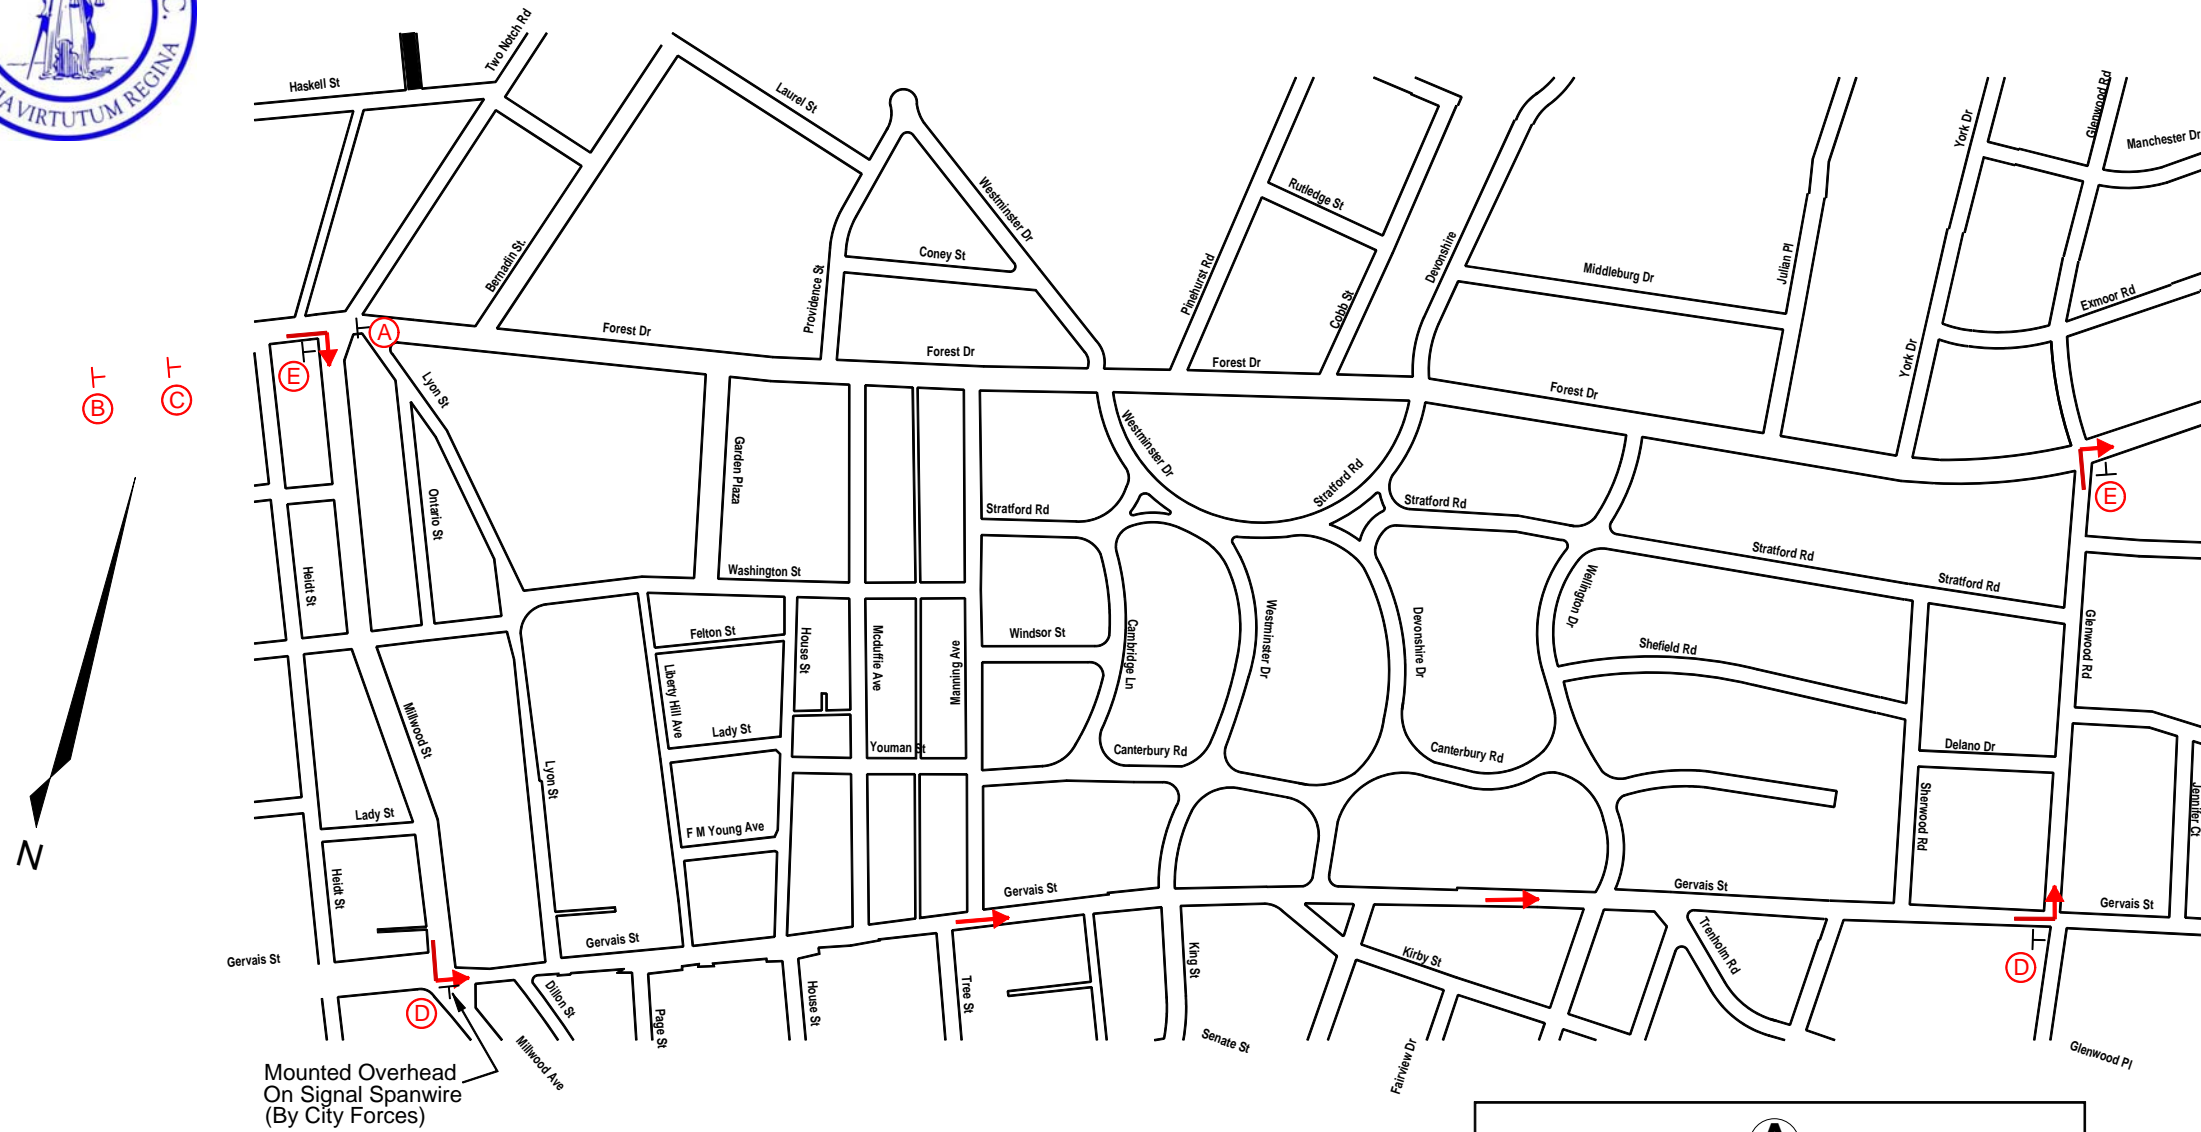 C.
IA VIRTUTUM REGINA
Two Notch Rd
Haskell St
Laurel St
Westminster Dr
Coney St
Bernadin St.
Providence St
Forest Dr
Forest Dr
Pinehurst Rd
Rutledge St
Cobb St
Forest Dr
Devonshire
Middleburg Dr
Julian Pl
Forest Dr
York Dr
York Dr
Glenwood Rd
Manchester Dr
Exmoor Rd
A
E
B
C
E
Lyon St
Ontario St
Heidt St
Garden Plaza
Washington St
Westminster Dr
Stratford Rd
Stratford Rd
Stratford Rd
Stratford Rd
Stratford Rd
Wellington Dr
Glenwood Rd
Felton St
House St
Mcduffie Ave
Manning Ave
Windsor St
Cambridge Ln
Westminster Dr
Devonshire Dr
Shefield Rd
Liberty Hill Ave
Millwood St
Lady St
Youman St
Canterbury Rd
Canterbury Rd
Delano Dr
Lyon St
Lady St
F M Young Ave
Sherwood Rd
Jennifer Ct
Heidt St
Gervais St
Gervais St
Gervais St
Gervais St
Gervais St
N
D
Dillon St
Page St
House St
Tree St
King St
Kirby St
Trenholm Rd
D
Senate St
Fairview Dr
Glenwood Pl
Millwood Ave
Mounted Overhead
On Signal Spanwire
(By City Forces)